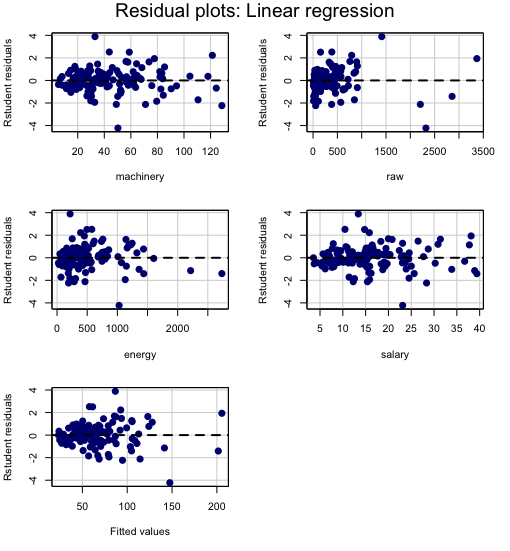 Residual plots: Linear regression
Rstudent residuals
4
2
0
-2
-4
20 40 60 80 100 120
machinery
Rstudent residuals
4
2
0
-2
-4
0 500 1500 2500 3500
raw
Rstudent residuals
4
2
0
-2
-4
0 500 1000 2000
energy
Rstudent residuals
4
2
0
-2
-4
5 10 15 20 25 30 35 40
salary
Rstudent residuals
4
2
0
-2
-4
50 100 150 200
Fitted values